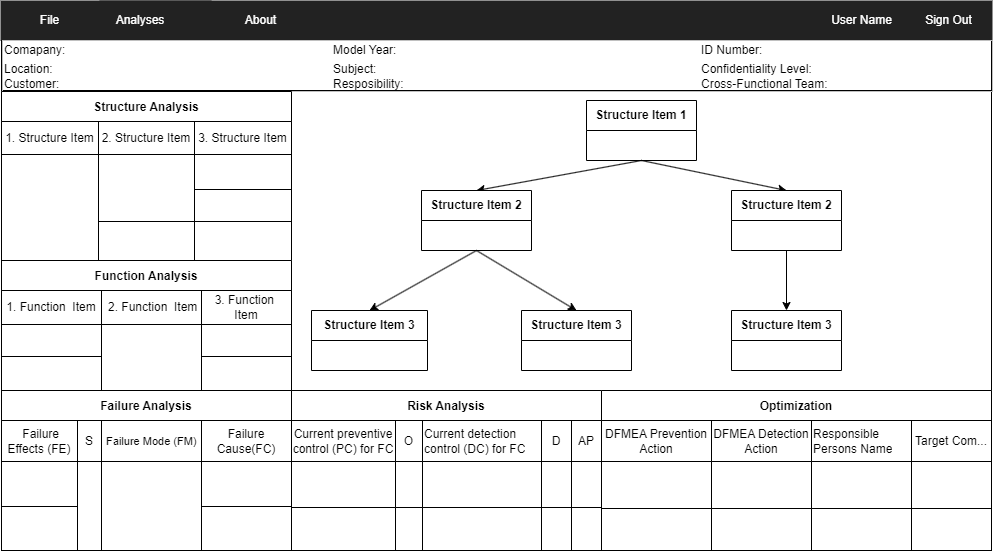 File Analyses About User Name Sign Out
Comapany: Model Year: ID Number:
Location: Subject: Confidentiality Level:
Customer: Resposibility: Cross-Functional Team:
Structure Analysis
1. Structure Item 2. Structure Item 3. Structure Item
Structure Item 1
Structure Item 2 Structure Item 2
Structure Item 3 Structure Item 3 Structure Item 3
Function Analysis
1. Function Item 2. Function Item 3. Function
Item
Failure Analysis Risk Analysis Optimization
Failure
Effects (FE)
S
Failure Mode (FM)
Failure
Cause(FC)
Current preventive
control (PC) for FC
O
Current detection
control (DC) for FC
D
AP
DFMEA Prevention
Action
DFMEA Detection
Action
Responsible
Persons Name
Target Com...